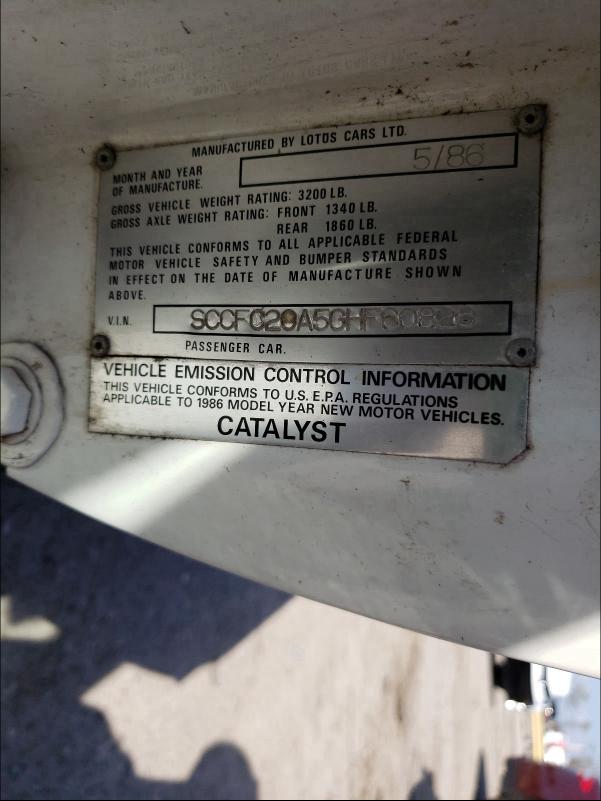 MANUFACTURED BY LOTUS CARS LTD.
MONTH AND YEAR
OF MANUFACTURE.
5/86
GROSS VEHICLE WEIGHT RATING: 3200 LB.
GROSS AXLE WEIGHT RATING: FRONT 1340 LB.
REAR 1860 LB.
THIS VEHICLE CONFORMS TO ALL APPLICABLE FEDERAL
MOTOR VEHICLE SAFETY AND BUMPER STANDARDS
IN EFFECT ON THE DATE OF MANUFACTURE SHOWN
ABOVE.
V.I.N.
PASSENGER CAR.
VEHICLE EMISSION CONTROL INFORMATION
THIS VEHICLE CONFORMS TO U.S. E.P.A. REGULATIONS
APPLICABLE TO 1986 MODEL YEAR NEW MOTOR VEHICLES.
CATALYST